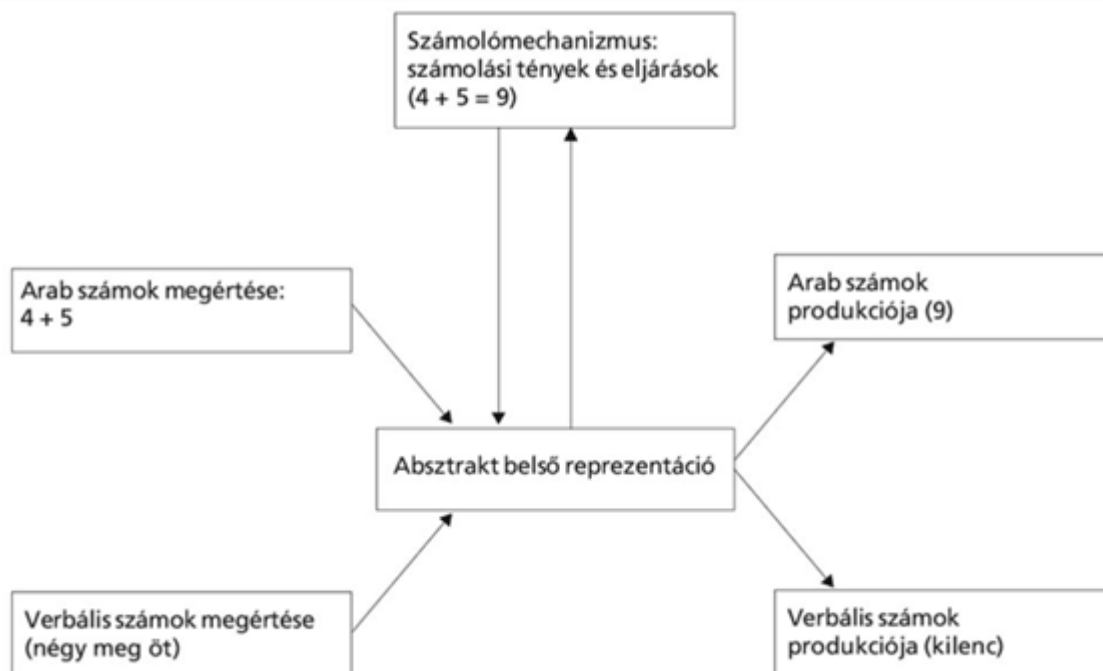 Számolómechanizmus:
számolási tények és eljárások
(4 + 5 = 9)
Arab számok megértése:
4 + 5
Arab számok
produkciója (9)
Absztrakt belső reprezentáció
Verbális számok megértése
(négy meg öt)
Verbális számok
produkciója (kilenc)